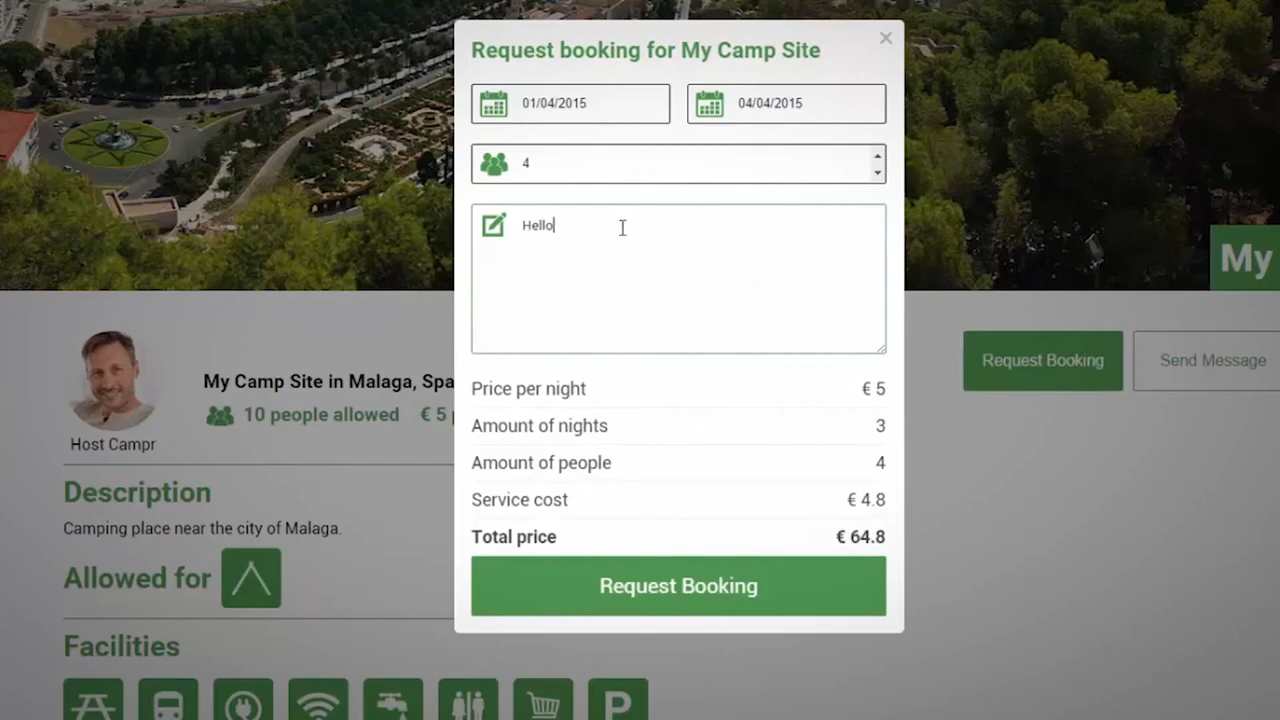 Request booking for My Camp Site
×
01/04/2015
04/04/2015
4
Hello
Price per night
€ 5
Amount of nights
3
Amount of people
4
Service cost
€ 4.8
Total price
€ 64.8
Request Booking
My
Request Booking
Send Message
My Camp Site in Malaga, Spa
10 people allowed
€ 5
Host Campr
Description
Camping place near the city of Malaga.
Allowed for
Facilities
P